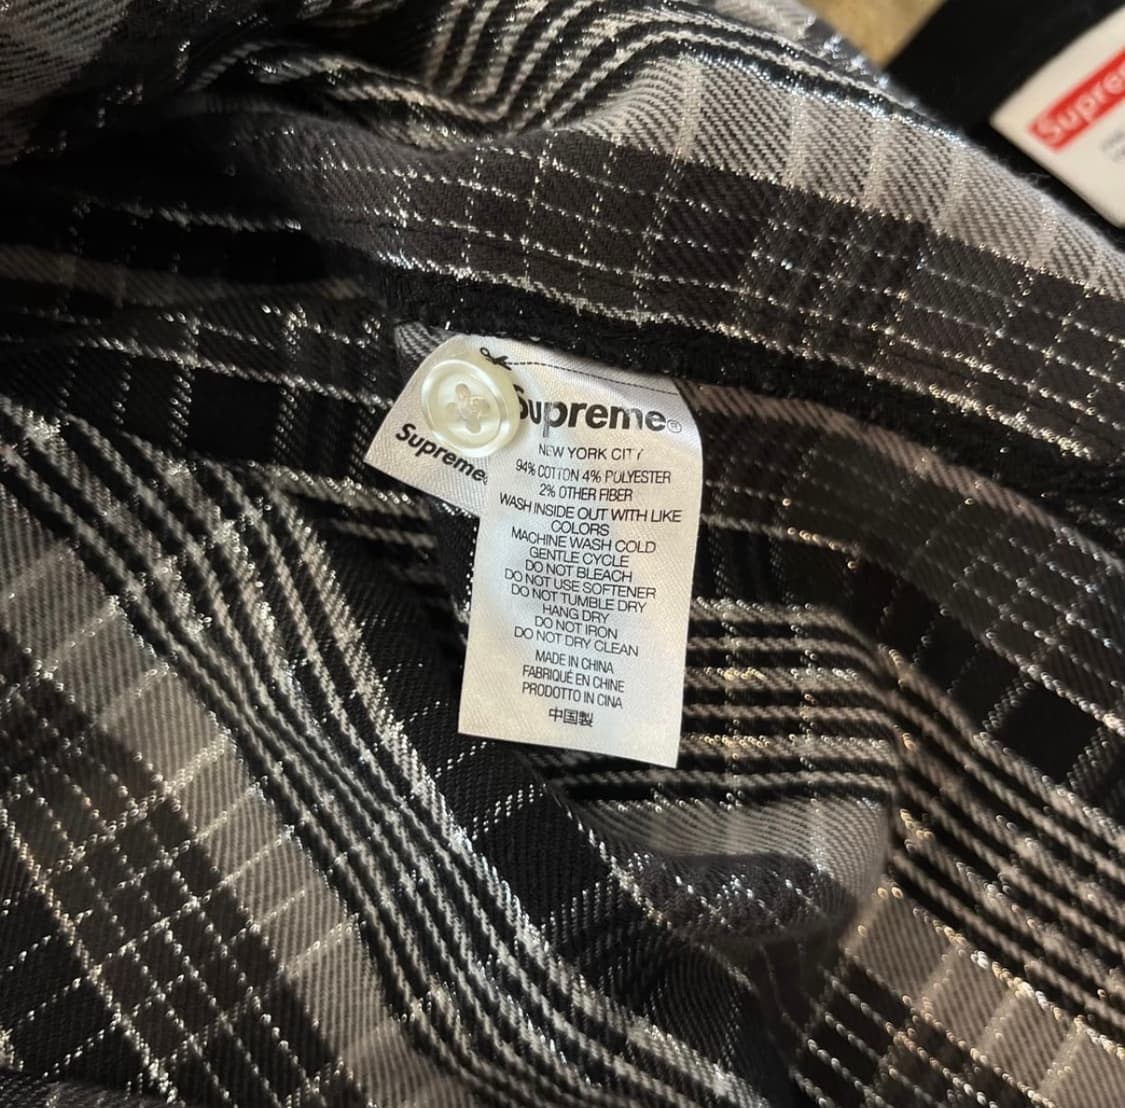 Supreme
Supreme®
NEW YORK CITY
94% COTTON 4% POLYESTER
2% OTHER FIBER
WASH INSIDE OUT WITH LIKE
COLORS
MACHINE WASH COLD
GENTLE CYCLE
DO NOT BLEACH
DO NOT USE SOFTENER
DO NOT TUMBLE DRY
HANG DRY
DO NOT IRON
DO NOT DRY CLEAN
MADE IN CHINA
FABRIQUÉ EN CHINE
PRODOTTO IN CINA
中国製
Supreme